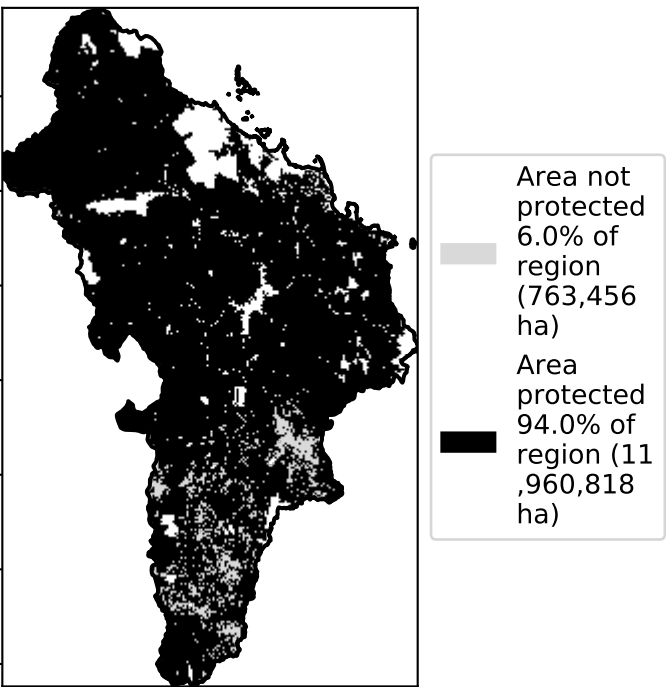 Area not
protected
6.0% of
region
(763,456
ha)
Area
protected
94.0% of
region (11
,960,818
ha)